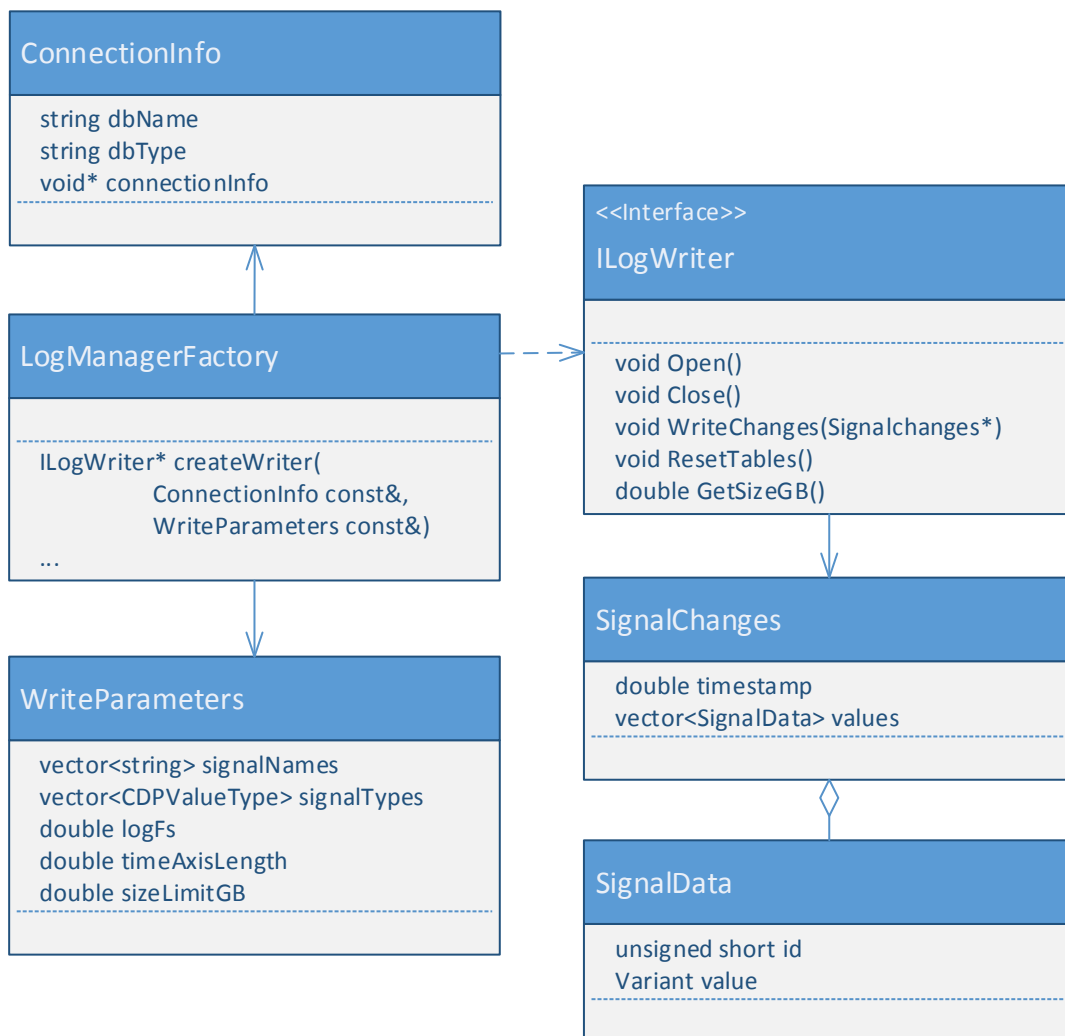 ConnectionInfo
string dbName
string dbType
void* connectionInfo
LogManagerFactory
ILogWriter* createWriter(
ConnectionInfo const&,
WriteParameters const&)
...
WriteParameters
vector<string> signalNames
vector<CDPValueType> signalTypes
double logFs
double timeAxisLength
double sizeLimitGB
<<Interface>>
ILogWriter
void Open()
void Close()
void WriteChanges(Signalchanges*)
void ResetTables()
double GetSizeGB()
SignalChanges
double timestamp
vector<SignalData> values
SignalData
unsigned short id
Variant value